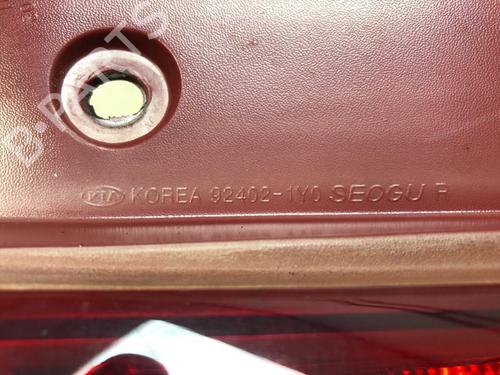 B-PARTS
KIA KOREA 92402-1Y0 SEOGU R